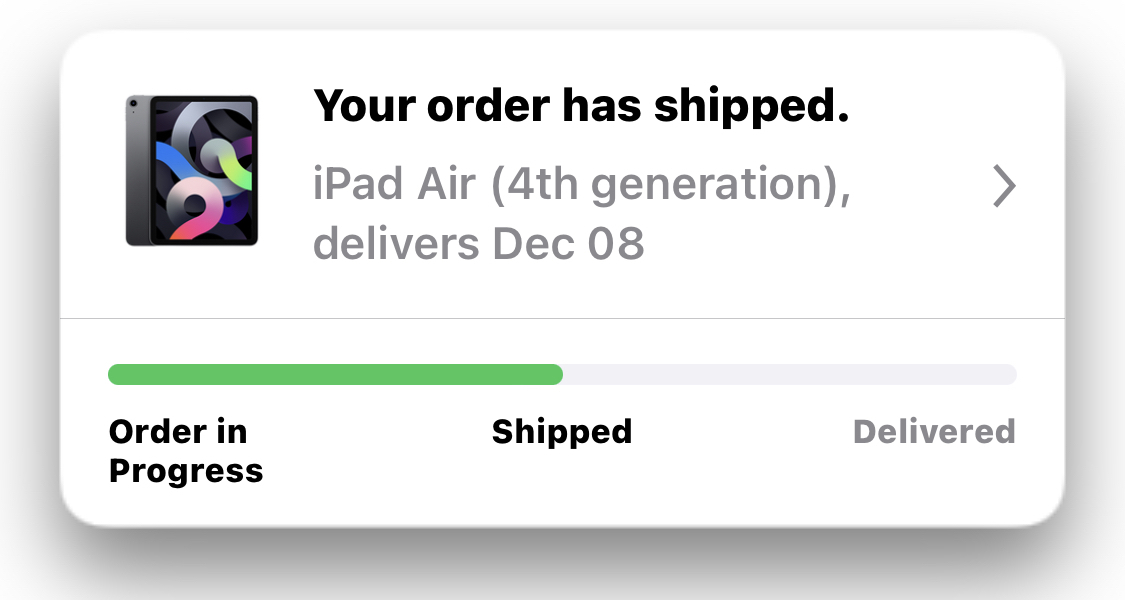 Your order has shipped.
iPad Air (4th generation),
delivers Dec 08
Order in
Progress
Shipped
Delivered